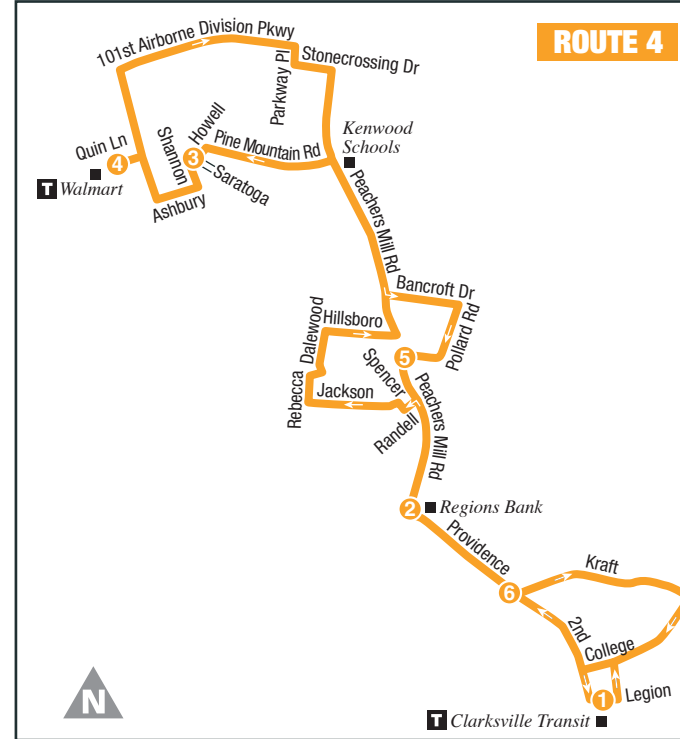 ROUTE 4
101st Airborne Division Pkwy
Parkway Pl
Stonecrossing Dr
Kenwood
Schools
Quin Ln
4
T Walmart
Shannon
Howell
3
Pine Mountain Rd
Saratoga
Ashbury
Peachers Mill Rd
Bancroft Dr
Pollard Rd
Hillsboro
Dalewood
Rebecca
Jackson
5
Spencer
Randell
Peachers Mill Rd
2
Regions Bank
Providence
6
Kraft
2nd
College
1
Legion
T Clarksville Transit
N